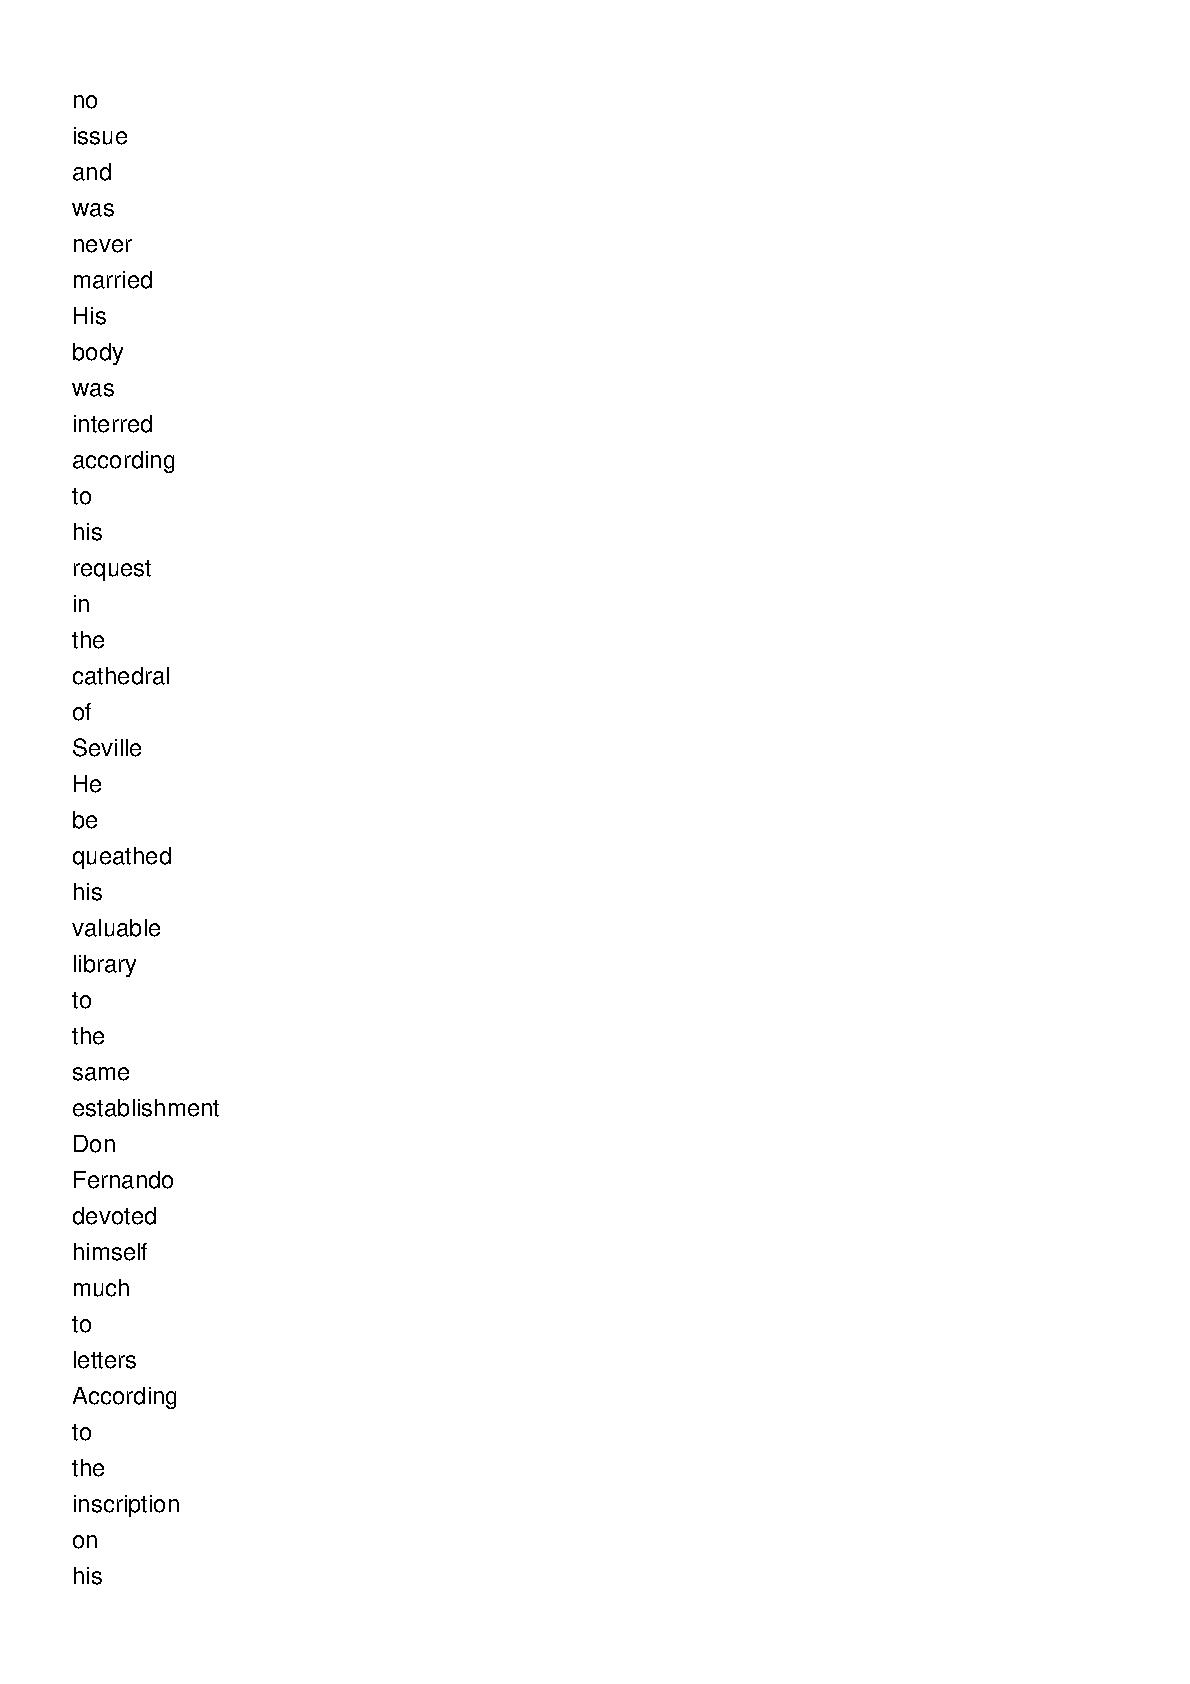 no
issue
and
was
never
married
His
body
was
interred
according
to
his
request
in
the
cathedral
of
Seville
He
be
queathed
his
valuable
library
to
the
same
establishment
Don
Fernando
devoted
himself
much
to
letters
According
to
the
inscription
on
his